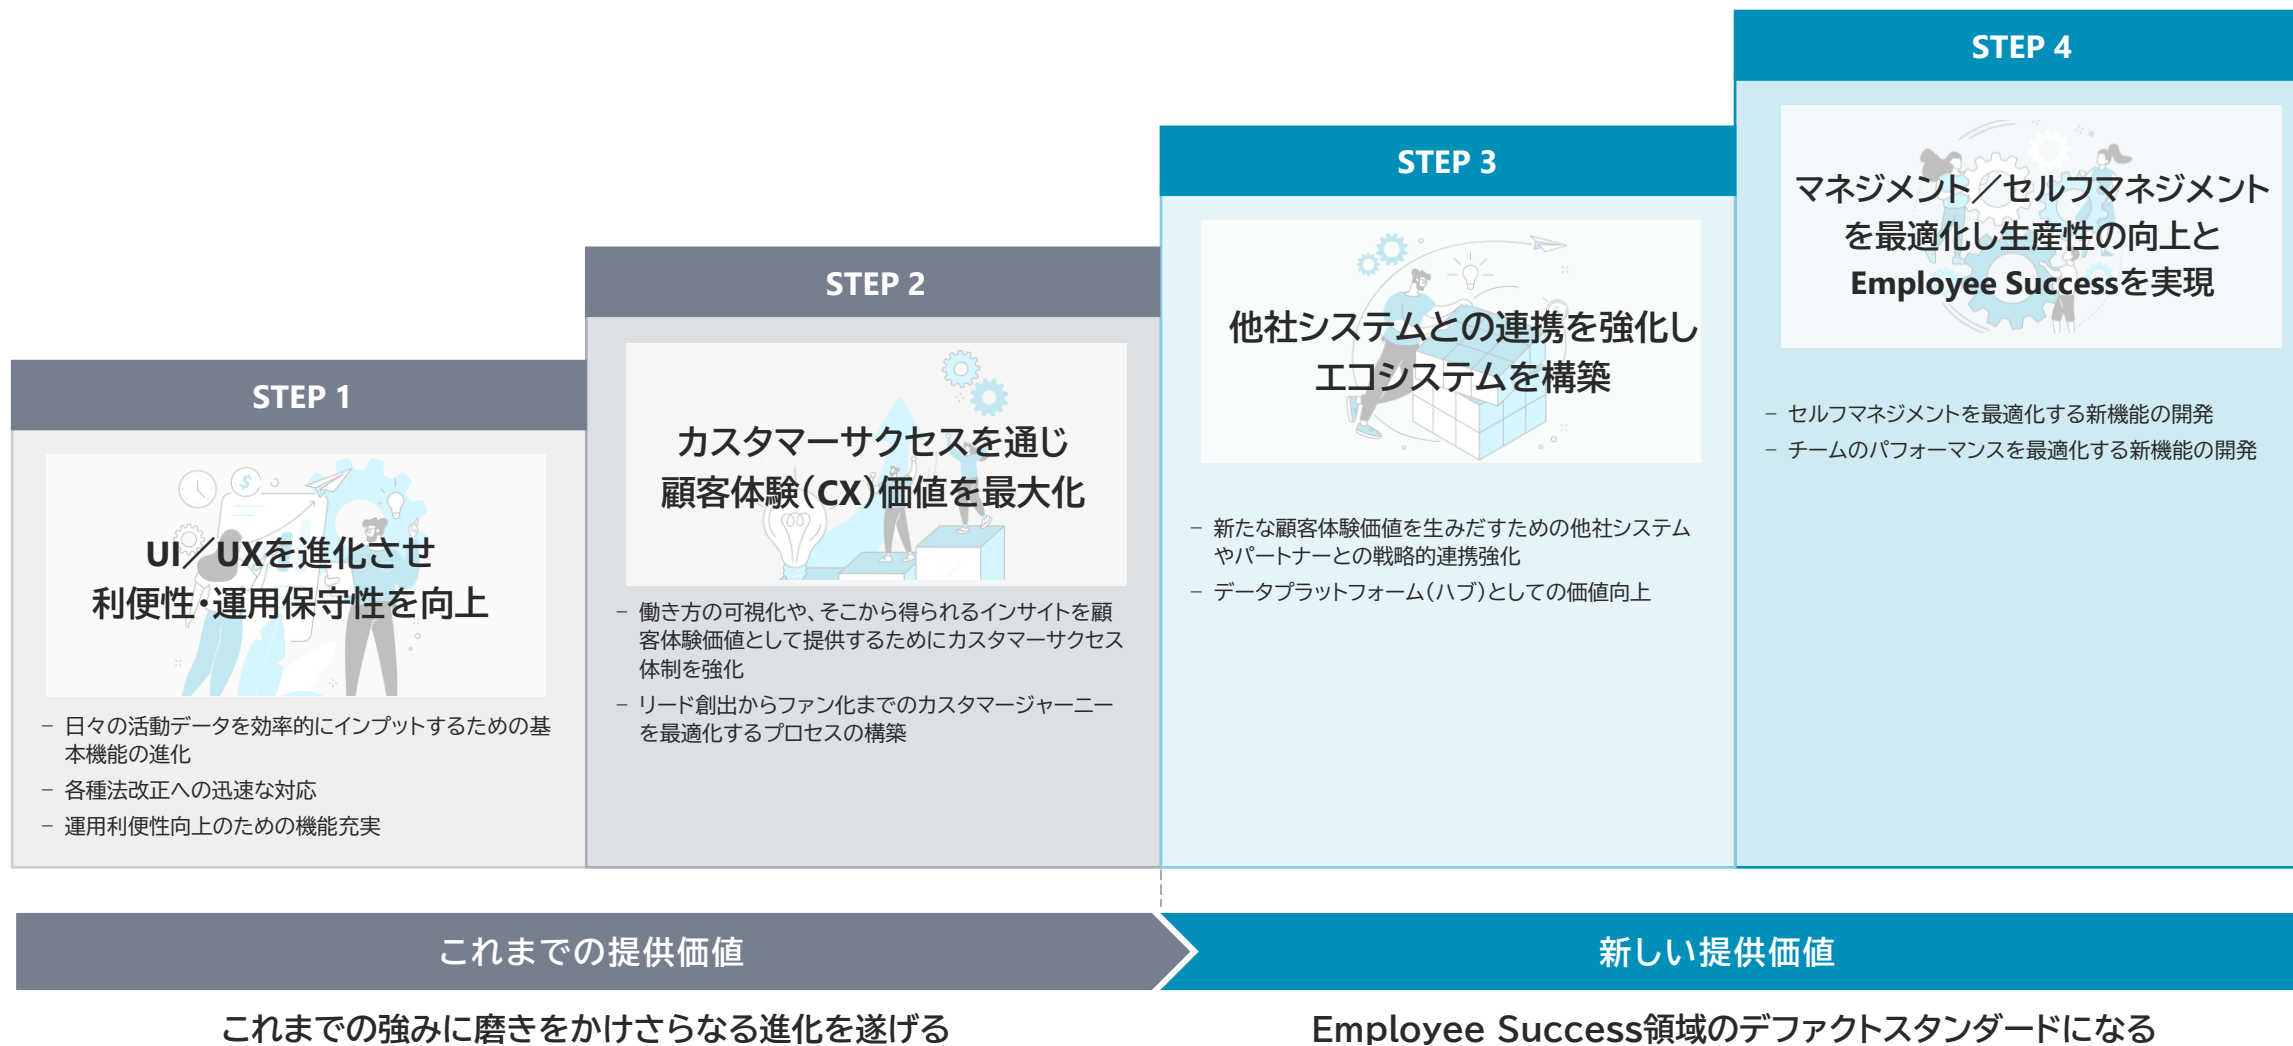 STEP 1
UI／UXを進化させ
利便性・運用保守性を向上
− 日々の活動データを効率的にインプットするための基
本機能の進化
− 各種法改正への迅速な対応
− 運用利便性向上のための機能充実
STEP 2
カスタマーサクセスを通じ
顧客体験（CX）価値を最大化
− 働き方の可視化や、そこから得られるインサイトを顧
客体験価値として提供するためにカスタマーサクセス
体制を強化
− リード創出からファン化までのカスタマージャーニー
を最適化するプロセスの構築
STEP 3
他社システムとの連携を強化し
エコシステムを構築
− 新たな顧客体験価値を生みだすための他社システム
やパートナーとの戦略的連携強化
− データプラットフォーム（ハブ）としての価値向上
STEP 4
マネジメント／セルフマネジメント
を最適化し生産性の向上と
Employee Successを実現
− セルフマネジメントを最適化する新機能の開発
− チームのパフォーマンスを最適化する新機能の開発
これまでの提供価値
新しい提供価値
これまでの強みに磨きをかけさらなる進化を遂げる
Employee Success領域のデファクトスタンダードになる